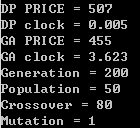 DP PRICE = 507
DP clock = 0.005
GA PRICE = 455
GA clock = 3.623
Generation = 200
Population = 50
Crossover = 80
Mutation = 1